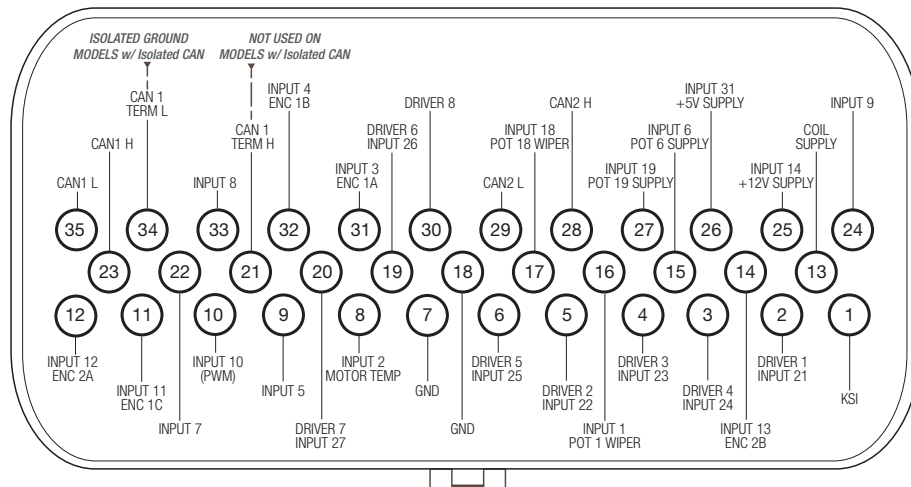 ISOLATED GROUND
MODELS w/ Isolated CAN
NOT USED ON
MODELS w/ Isolated CAN
CAN 1
TERM L
INPUT 4
ENC 1B
DRIVER 8
CAN2 H
INPUT 31
+5V SUPPLY
INPUT 9
CAN1 H
CAN 1
TERM H
DRIVER 6
INPUT 26
INPUT 18
POT 18 WIPER
INPUT 6
POT 6 SUPPLY
COIL
SUPPLY
CAN1 L
INPUT 8
INPUT 3
ENC 1A
CAN2 L
INPUT 19
POT 19 SUPPLY
INPUT 14
+12V SUPPLY
35 34 33 32 31 30 29 28 27 26 25 24
23 22 21 20 19 18 17 16 15 14 13
12 11 10 9 8 7 6 5 4 3 2 1
INPUT 12
ENC 2A
INPUT 11
ENC 1C
INPUT 7
INPUT 10
(PWM)
INPUT 5
DRIVER 7
INPUT 27
INPUT 2
MOTOR TEMP
GND
GND
DRIVER 5
INPUT 25
DRIVER 2
INPUT 22
INPUT 1
POT 1 WIPER
DRIVER 3
INPUT 23
DRIVER 4
INPUT 24
INPUT 13
ENC 2B
DRIVER 1
INPUT 21
KSI